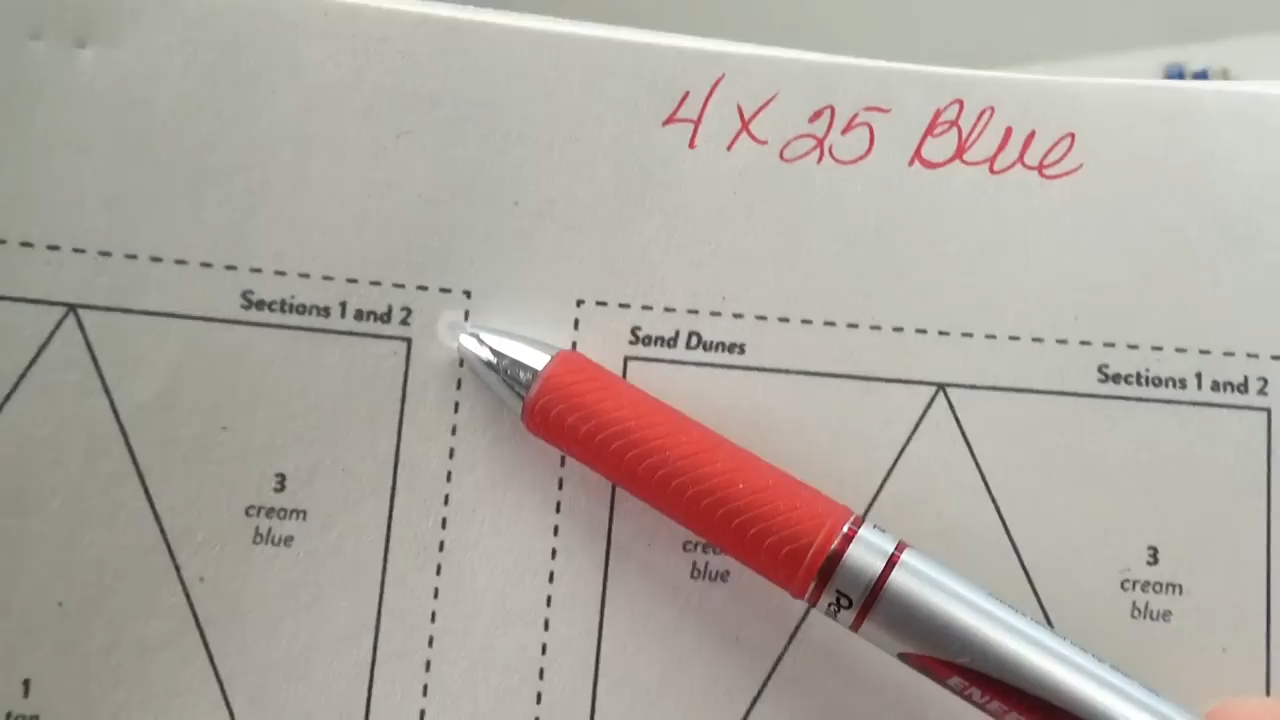 4 x 25 Blue
Sections 1 and 2
Sand Dunes
Sections 1 and 2
3
cream
blue
blue
3
cream
blue
1